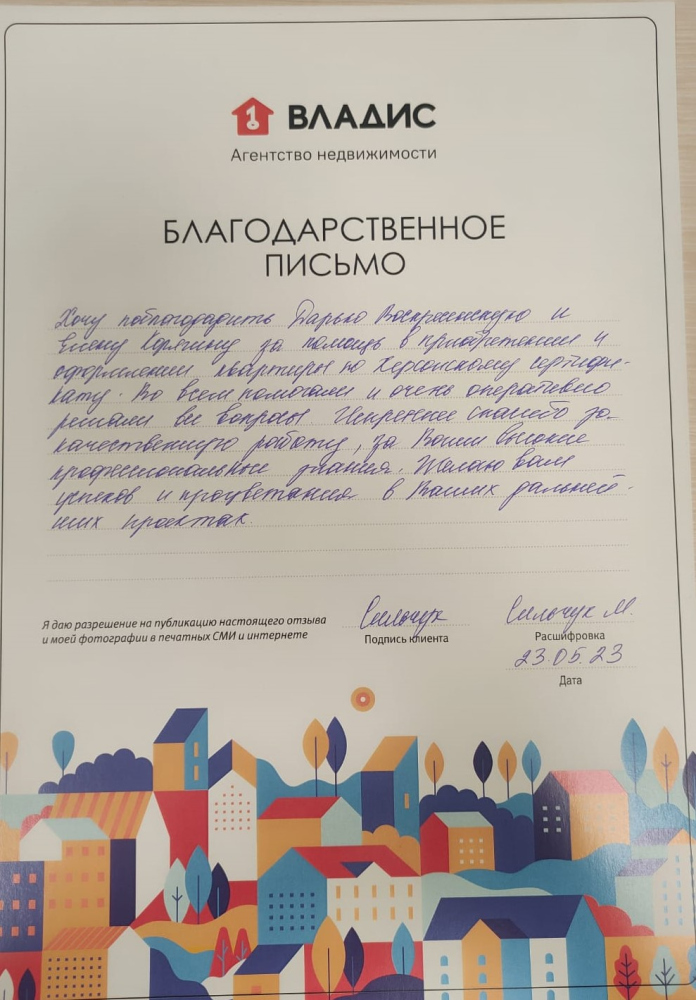 ВЛАДИС
Агентство недвижимости
БЛАГОДАРСТВЕННОЕ
ПИСЬМО
Хочу поблагодарить Дарью Воскресенскую и
Елену Корягину за помощь в приобретении и
оформлении квартиры по Херсонскому сертифи-
кату. Во всем помогали и очень оперативно
решали все вопросы. Искреннее спасибо за
качественную работу, за Ваши высокие
профессиональные знания. Желаю вам
успехов и процветания в Ваших дальней-
ших проектах.
Я даю разрешение на публикацию настоящего отзыва
и моей фотографии в печатных СМИ и интернете
Сильчук
Подпись клиента
Сильчук М.
Расшифровка
23.05.23
Дата